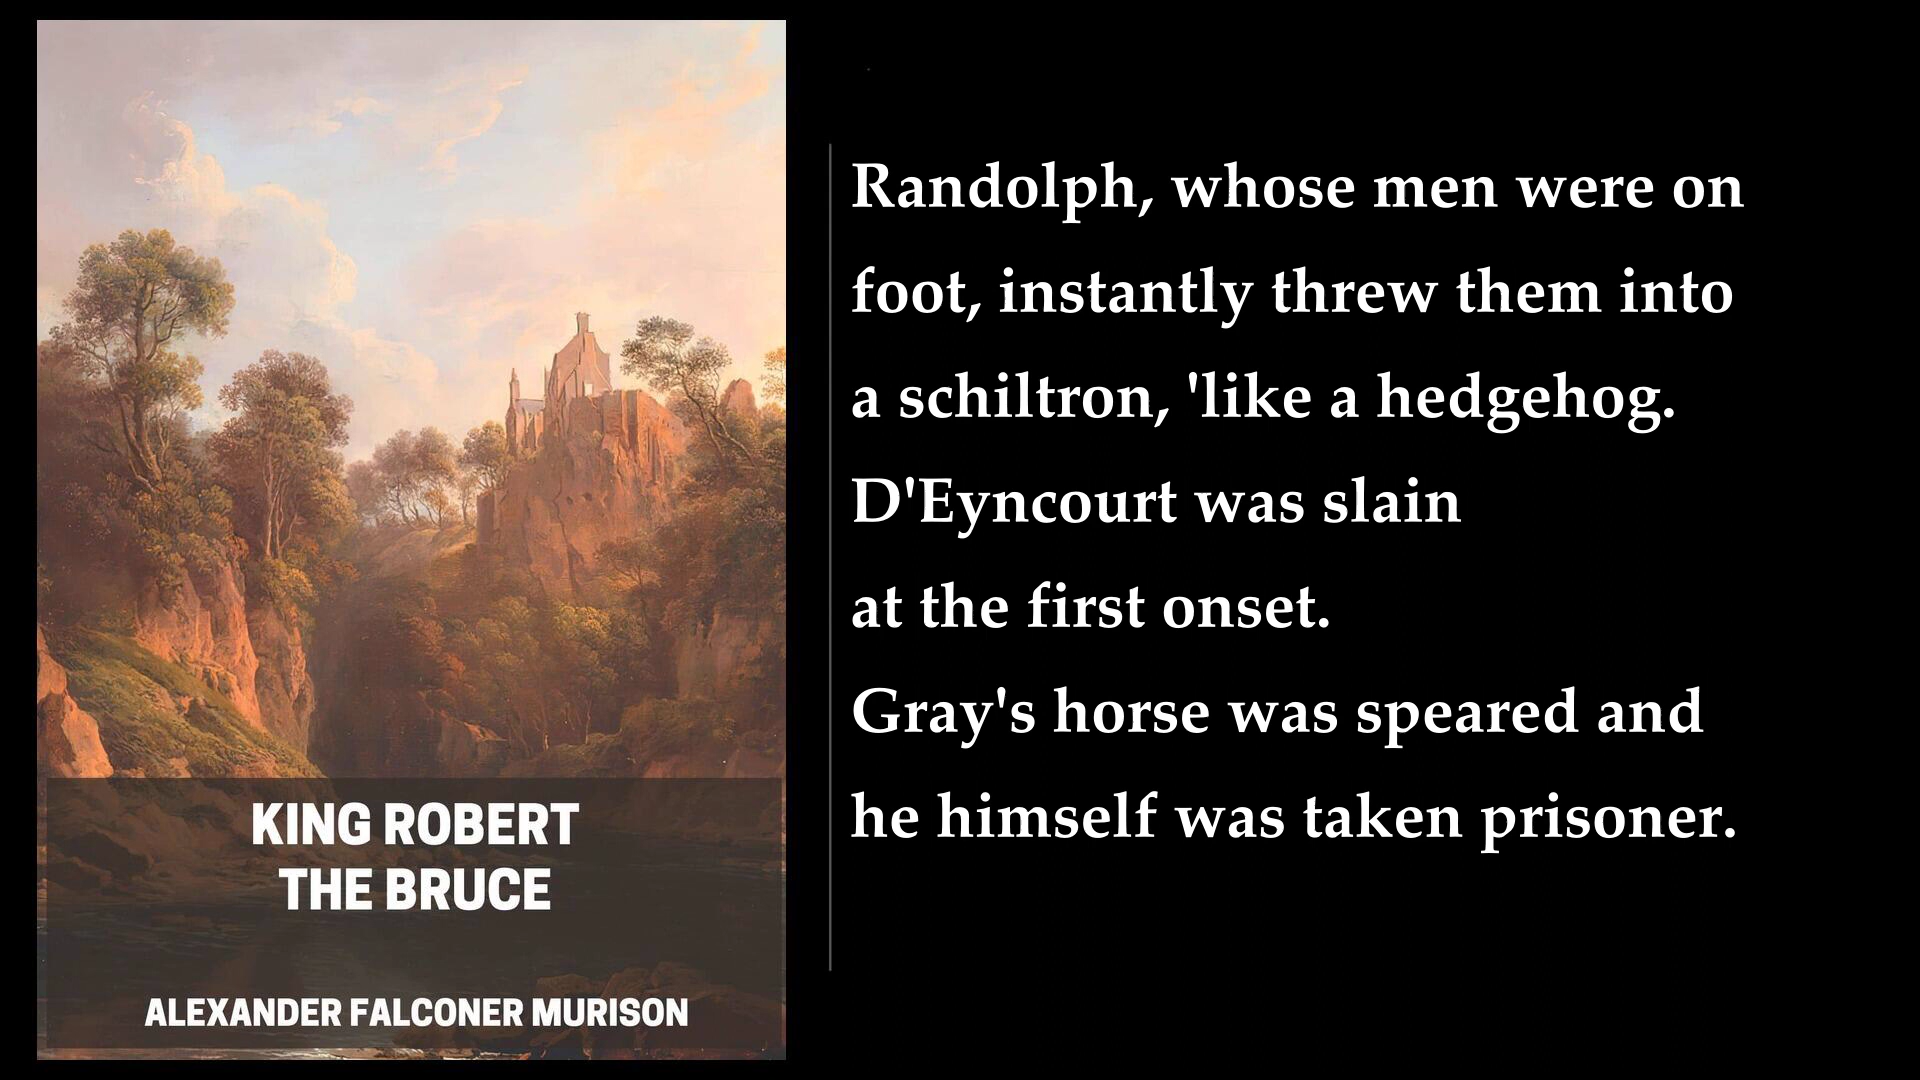 KING ROBERT
THE BRUCE
ALEXANDER FALCONER MURISON
Randolph, whose men were on
foot, instantly threw them into
a schiltron, 'like a hedgehog.
D'Eyncourt was slain
at the first onset.
Gray's horse was speared and
he himself was taken prisoner.